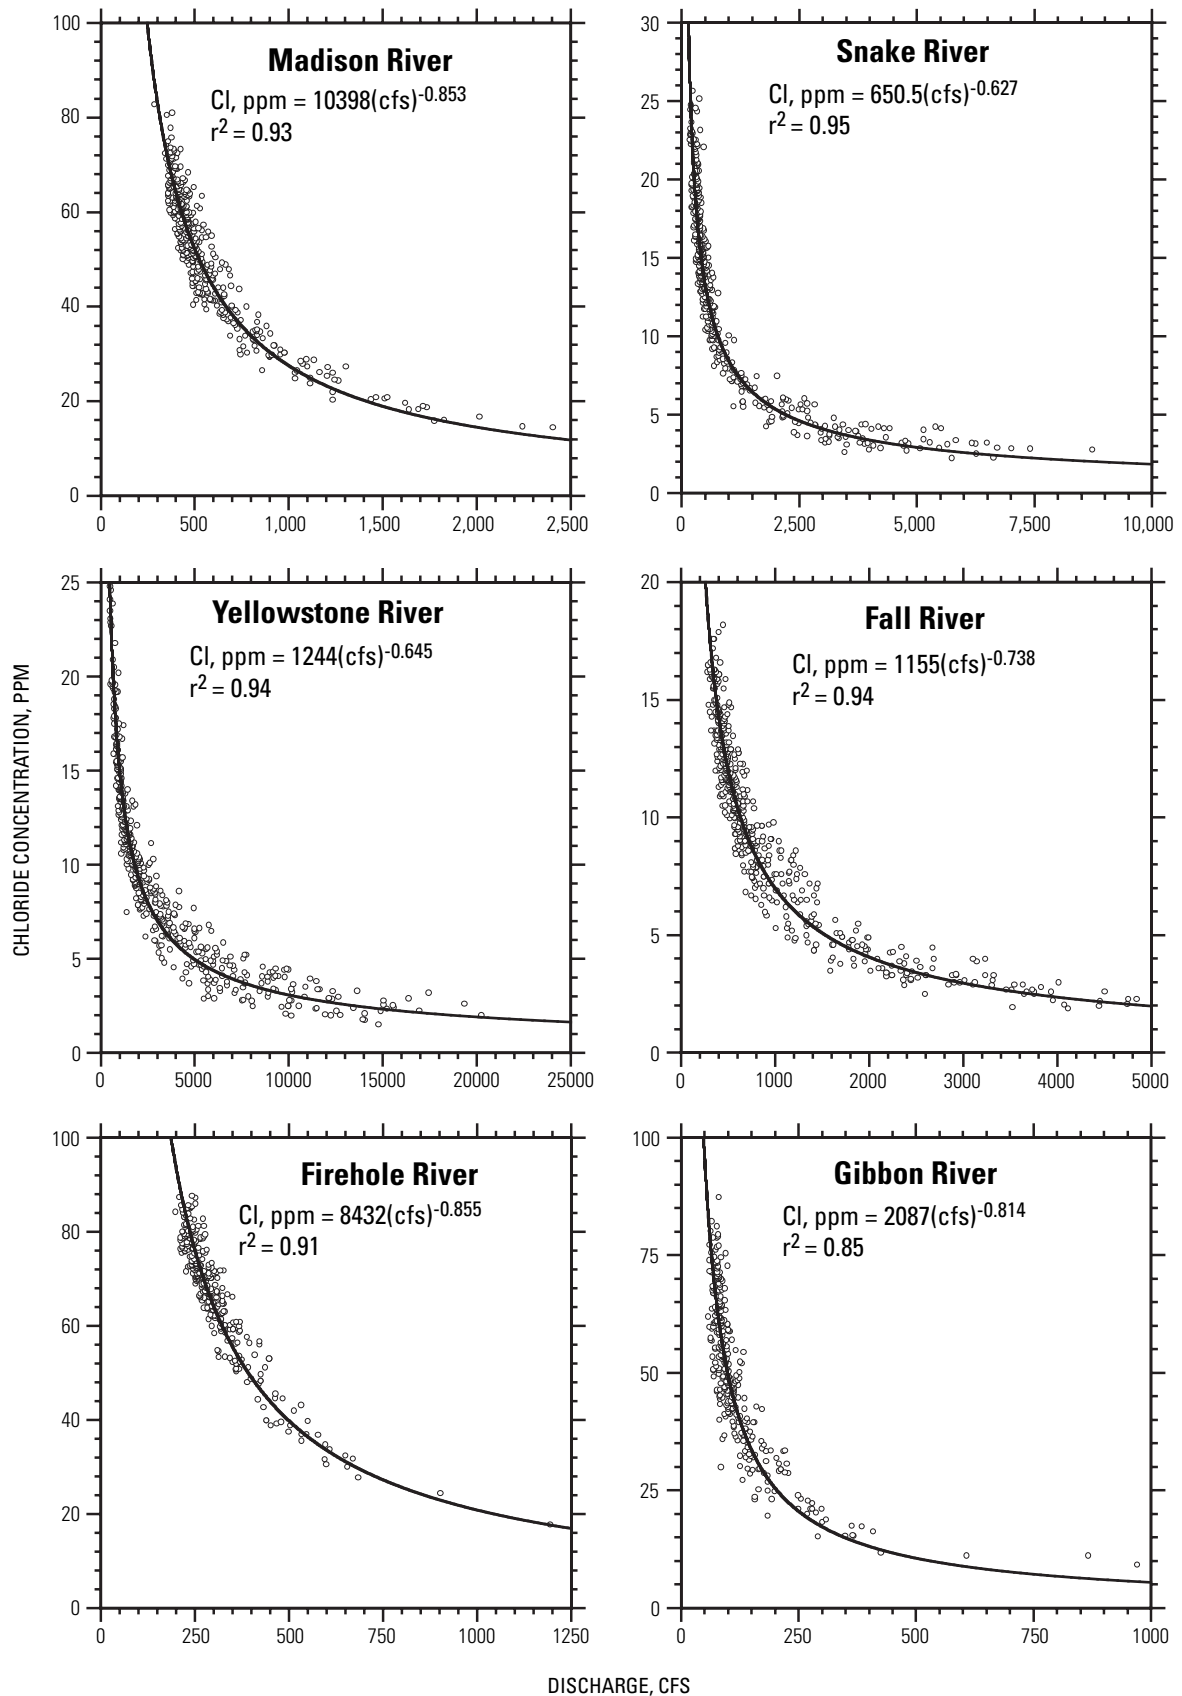 Madison River
Cl, ppm = 10398(cfs)-0.853
r2 = 0.93
100
80
60
40
20
0
0 500 1,000 1,500 2,000 2,500
Snake River
Cl, ppm = 650.5(cfs)-0.627
r2 = 0.95
30
25
20
15
10
5
0
0 2,500 5,000 7,500 10,000
CHLORIDE CONCENTRATION, PPM
Yellowstone River
Cl, ppm = 1244(cfs)-0.645
r2 = 0.94
25
20
15
10
5
0
0 5000 10000 15000 20000 25000
Fall River
Cl, ppm = 1155(cfs)-0.738
r2 = 0.94
20
15
10
5
0
0 1000 2000 3000 4000 5000
Firehole River
Cl, ppm = 8432(cfs)-0.855
r2 = 0.91
100
80
60
40
20
0
0 250 500 750 1000 1250
Gibbon River
Cl, ppm = 2087(cfs)-0.814
r2 = 0.85
100
75
50
25
0
0 250 500 750 1000
DISCHARGE, CFS